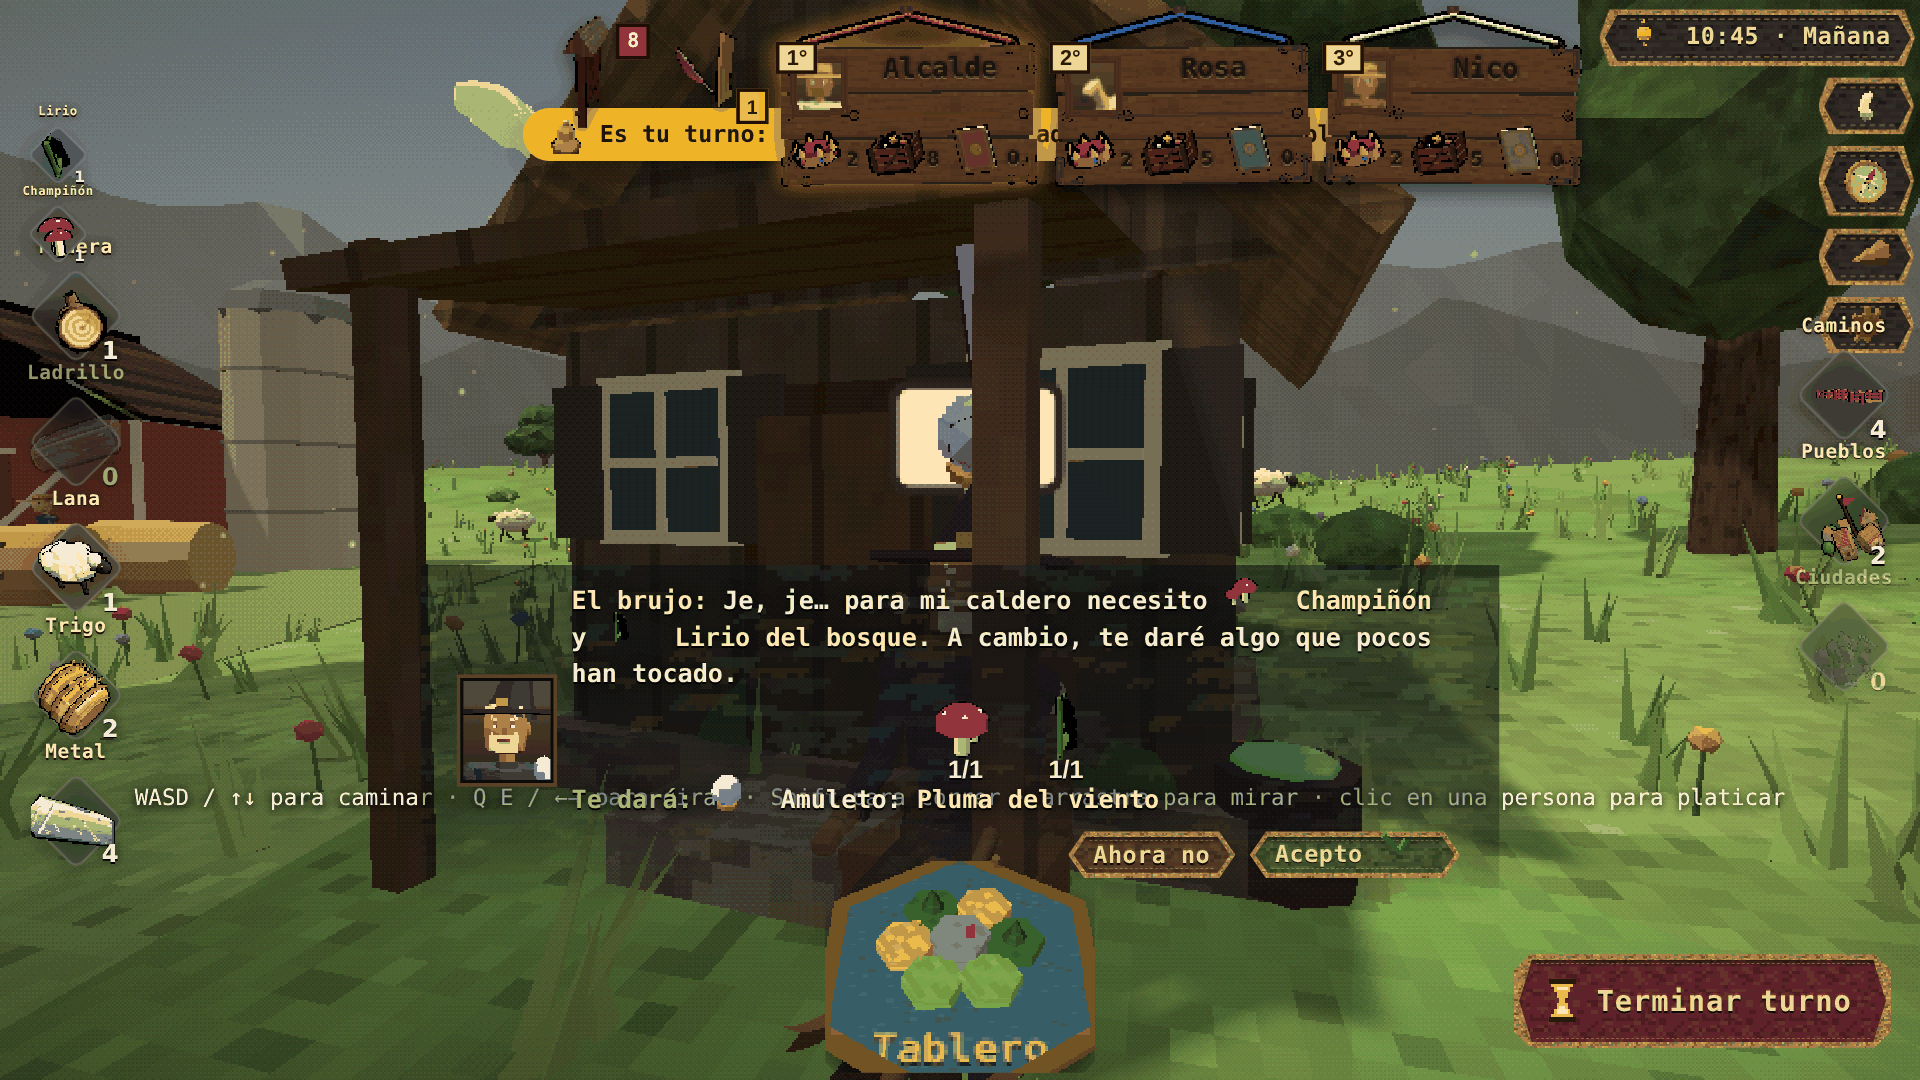 8
1
Es tu turno:
1°
Alcalde
2
8
0
2°
Rosa
2
5
0
3°
Nico
2
5
0
10:45 · Mañana
Lirio
1
Champiñón
1
1
Ladrillo
0
Lana
1
Trigo
2
Metal
4
Caminos
4
Pueblos
2
Ciudades
0
El brujo: Je, je… para mi caldero necesito Champiñón
y Lirio del bosque. A cambio, te daré algo que pocos
han tocado.
1/1
1/1
WASD / ↑↓ para caminar · Q E / ←
para mirar · clic en una persona para platicar
Te dará: Amuleto: Pluma del viento
Ahora no
Acepto
Tablero
Terminar turno